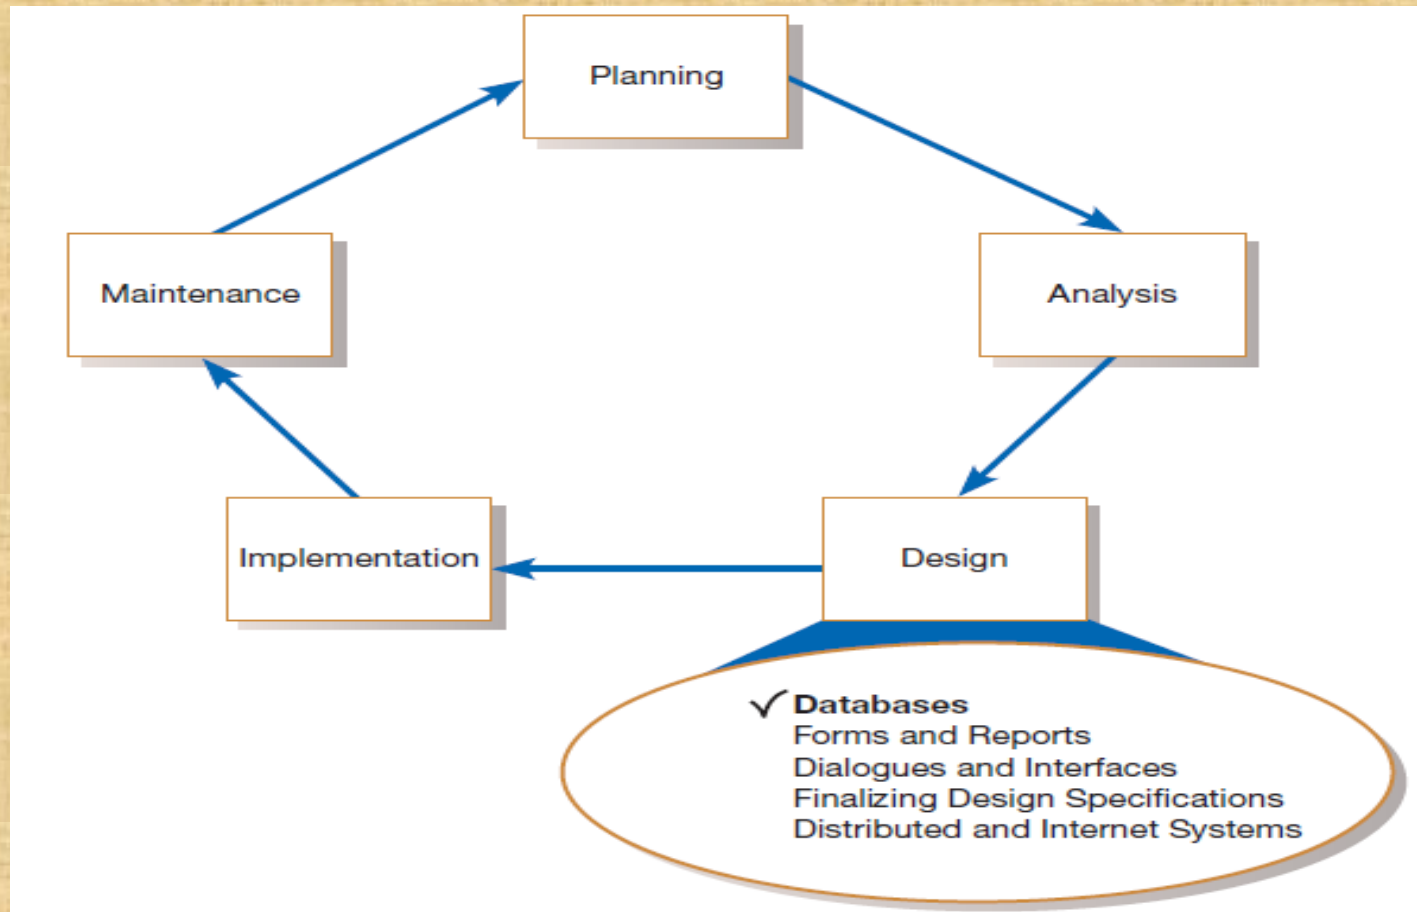 Planning
Maintenance
Analysis
Implementation
Design
✓ Databases
Forms and Reports
Dialogues and Interfaces
Finalizing Design Specifications
Distributed and Internet Systems